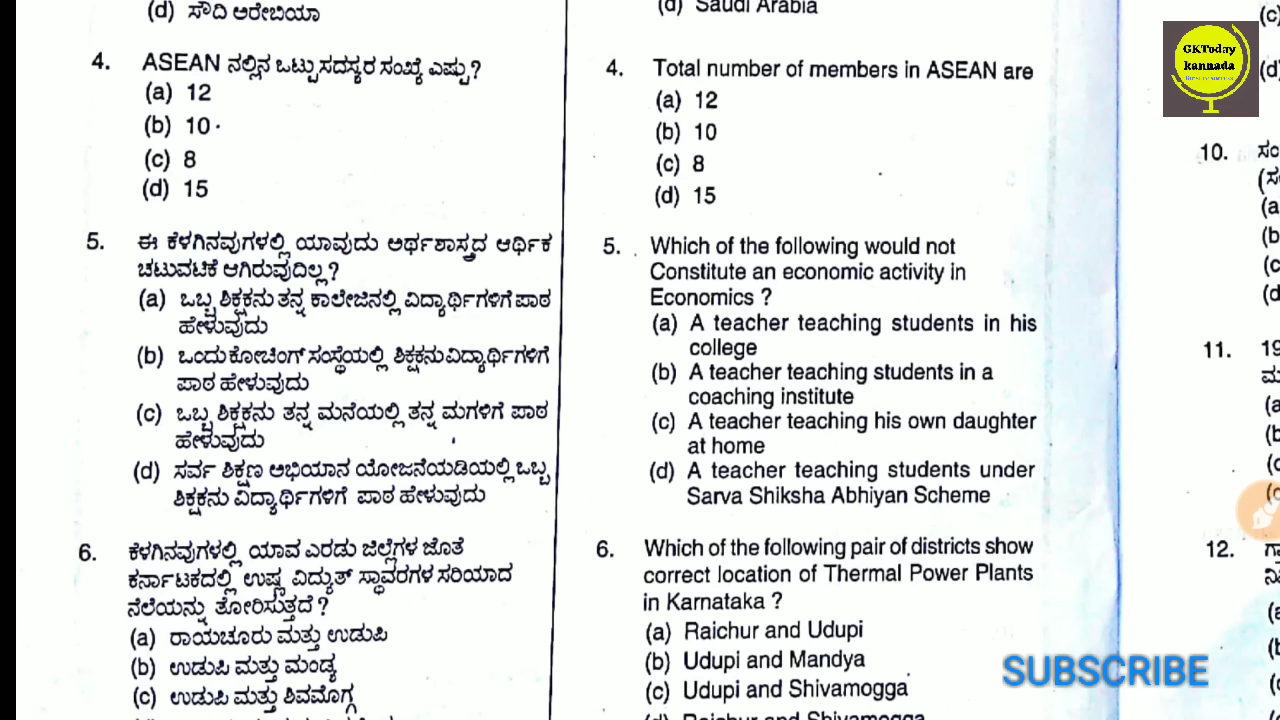 (d) ಸೌದಿ ಅರೇಬಿಯಾ
4. ASEAN ನಲ್ಲಿನ ಒಟ್ಟು ಸದಸ್ಯರ ಸಂಖ್ಯೆ ಎಷ್ಟು?
(a) 12
(b) 10
(c) 8
(d) 15
5. ಈ ಕೆಳಗಿನವುಗಳಲ್ಲಿ ಯಾವುದು ಅರ್ಥಶಾಸ್ತ್ರದ ಆರ್ಥಿಕ
ಚಟುವಟಿಕೆ ಆಗಿರುವುದಿಲ್ಲ?
(a) ಒಬ್ಬ ಶಿಕ್ಷಕನು ತನ್ನ ಕಾಲೇಜಿನಲ್ಲಿ ವಿದ್ಯಾರ್ಥಿಗಳಿಗೆ ಪಾಠ
ಹೇಳುವುದು
(b) ಒಂದು ಕೋಚಿಂಗ್ ಸಂಸ್ಥೆಯಲ್ಲಿ ಶಿಕ್ಷಕನು ವಿದ್ಯಾರ್ಥಿಗಳಿಗೆ
ಪಾಠ ಹೇಳುವುದು
(c) ಒಬ್ಬ ಶಿಕ್ಷಕನು ತನ್ನ ಮನೆಯಲ್ಲಿ ತನ್ನ ಮಗಳಿಗೆ ಪಾಠ
ಹೇಳುವುದು
(d) ಸರ್ವ ಶಿಕ್ಷಣ ಅಭಿಯಾನ ಯೋಜನೆಯಡಿಯಲ್ಲಿ ಒಬ್ಬ
ಶಿಕ್ಷಕನು ವಿದ್ಯಾರ್ಥಿಗಳಿಗೆ ಪಾಠ ಹೇಳುವುದು
6. ಕೆಳಗಿನವುಗಳಲ್ಲಿ ಯಾವ ಎರಡು ಜಿಲ್ಲೆಗಳ ಜೊತೆ
ಕರ್ನಾಟಕದಲ್ಲಿ ಉಷ್ಣ ವಿದ್ಯುತ್ ಸ್ಥಾವರಗಳ ಸರಿಯಾದ
ನೆಲೆಯನ್ನು ತೋರಿಸುತ್ತದೆ?
(a) ರಾಯಚೂರು ಮತ್ತು ಉಡುಪಿ
(b) ಉಡುಪಿ ಮತ್ತು ಮಂಡ್ಯ
(c) ಉಡುಪಿ ಮತ್ತು ಶಿವಮೊಗ್ಗ
(d) Saudi Arabia
4. Total number of members in ASEAN are
(a) 12
(b) 10
(c) 8
(d) 15
5. Which of the following would not
Constitute an economic activity in
Economics ?
(a) A teacher teaching students in his
college
(b) A teacher teaching students in a
coaching institute
(c) A teacher teaching his own daughter
at home
(d) A teacher teaching students under
Sarva Shiksha Abhiyan Scheme
6. Which of the following pair of districts show
correct location of Thermal Power Plants
in Karnataka ?
(a) Raichur and Udupi
(b) Udupi and Mandya
(c) Udupi and Shivamogga
(d) Raichur and Shivamogga
GKToday
kannada
(c)
(d)
10.
11. 19
12.
SUBSCRIBE